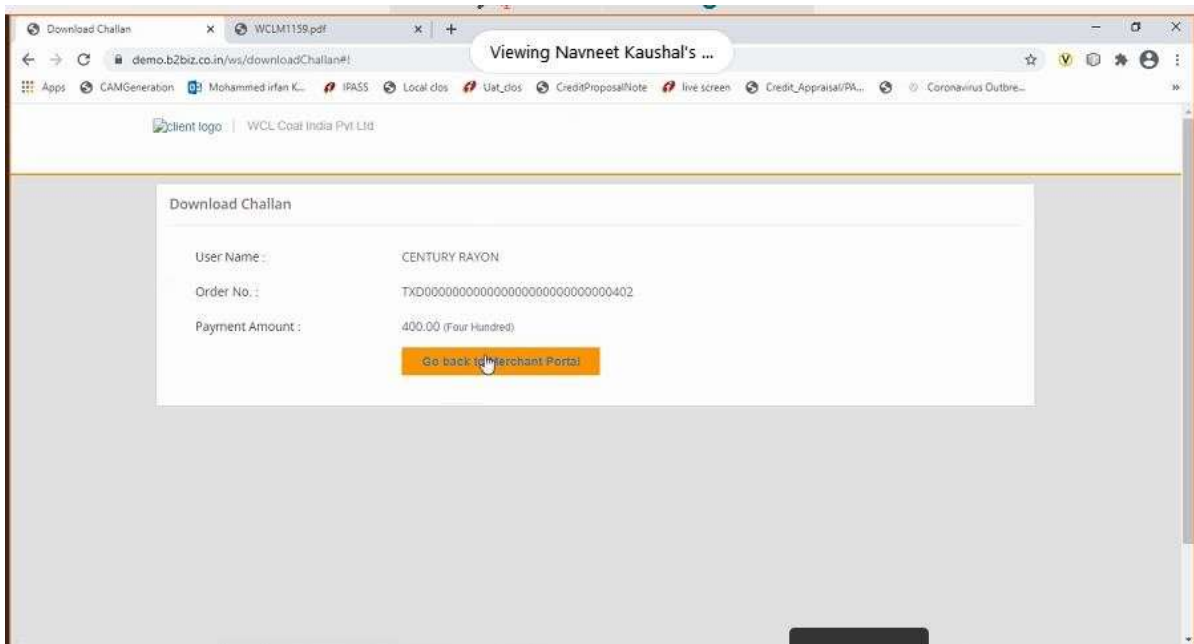 Download Challan
WCLM1159.pdf
demo.b2biz.co.in/ws/downloadChallan#!
Viewing Navneet Kaushal's ...
Apps CAMGeneration Mohammed irfan K... IPASS Local clos Uat_clos CreditProposalNote live screen Credit_Appraisal/PA... Coronavirus Outbre...
client logo | WCL Coal India Pvt Ltd
Download Challan
User Name : CENTURY RAYON
Order No. :
Payment Amount : 400.00 (Four Hundred)
Go back to Merchant Portal